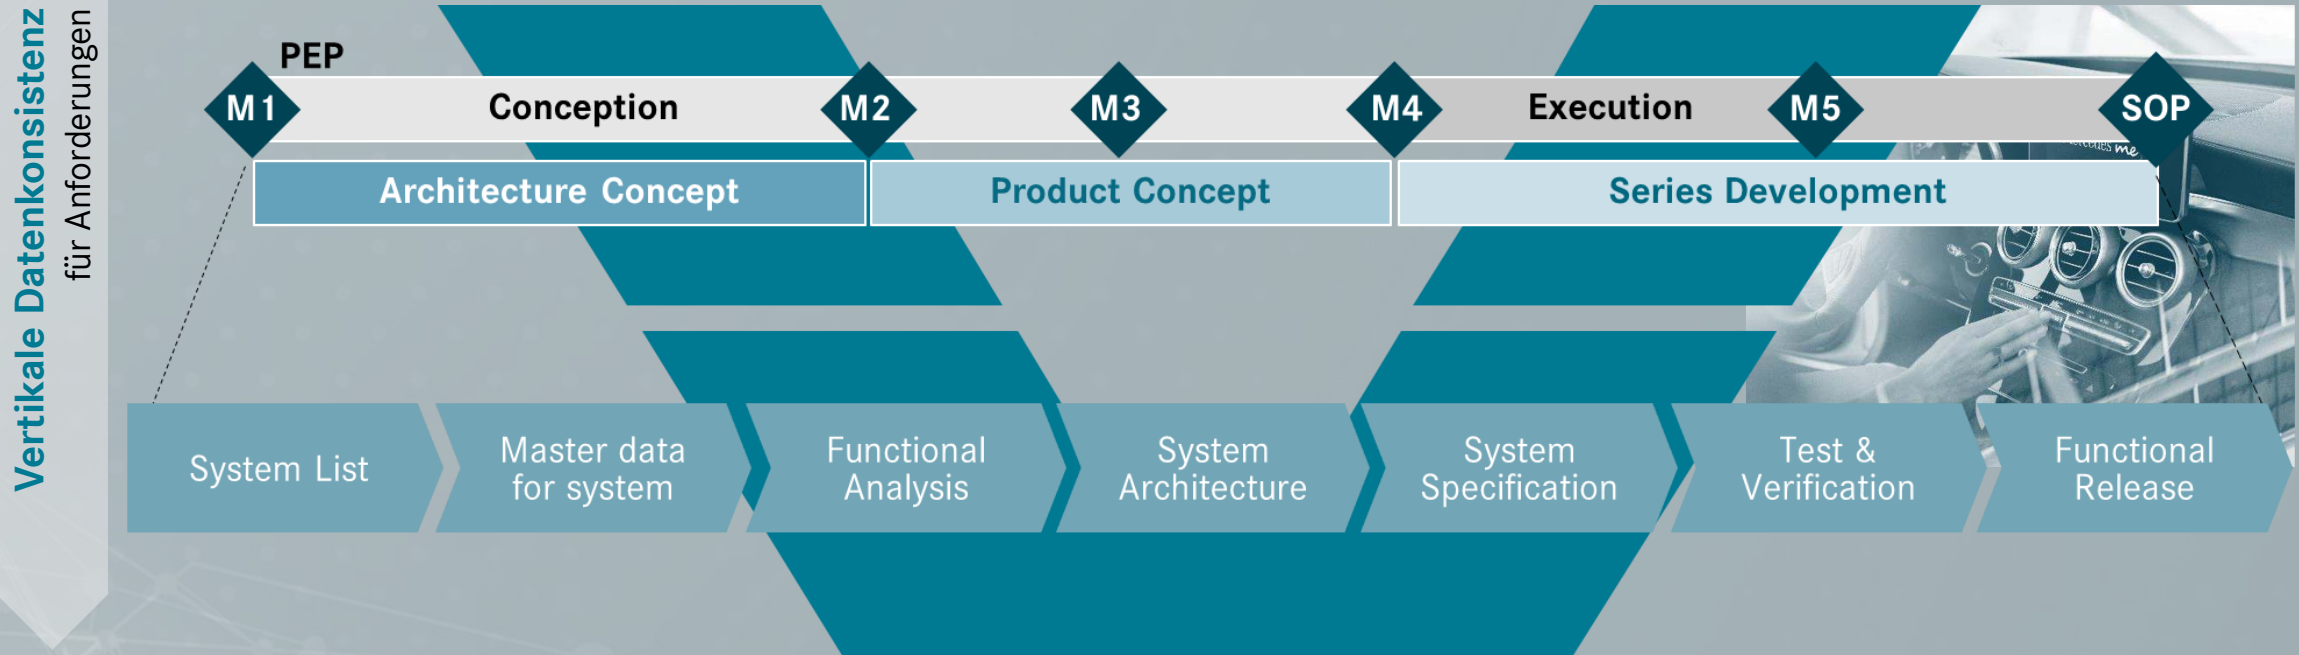 Vertikale Datenkonsistenz
für Anforderungen
PEP
M1
Conception
M2
M3
M4
Execution
M5
SOP
Architecture Concept
Product Concept
Series Development
me
System List
Master data
for system
Functional
Analysis
System
Architecture
System
Specification
Test &
Verification
Functional
Release